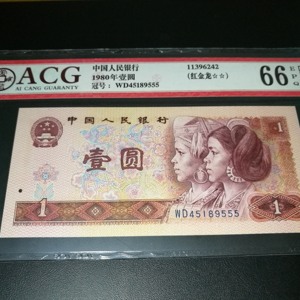 ACG
AI CANG GUARANTY
中国人民银行
1980年壹圆
冠号：WD45189555
11396242
(红金龙☆☆)
66
E
P
中国人民银行
壹圆
1
WD45189555
1